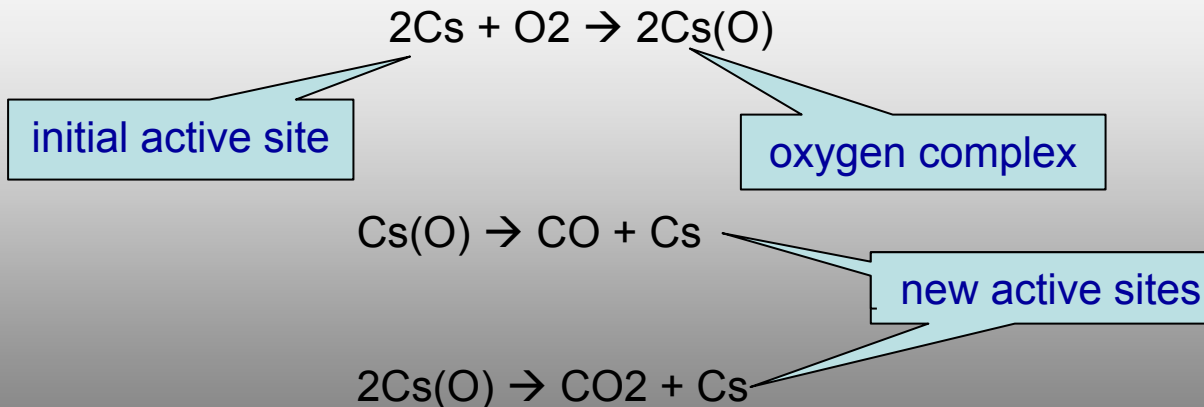 2Cs + O2 → 2Cs(O)
initial active site
oxygen complex
Cs(O) → CO + Cs
new active sites
2Cs(O) → CO2 + Cs